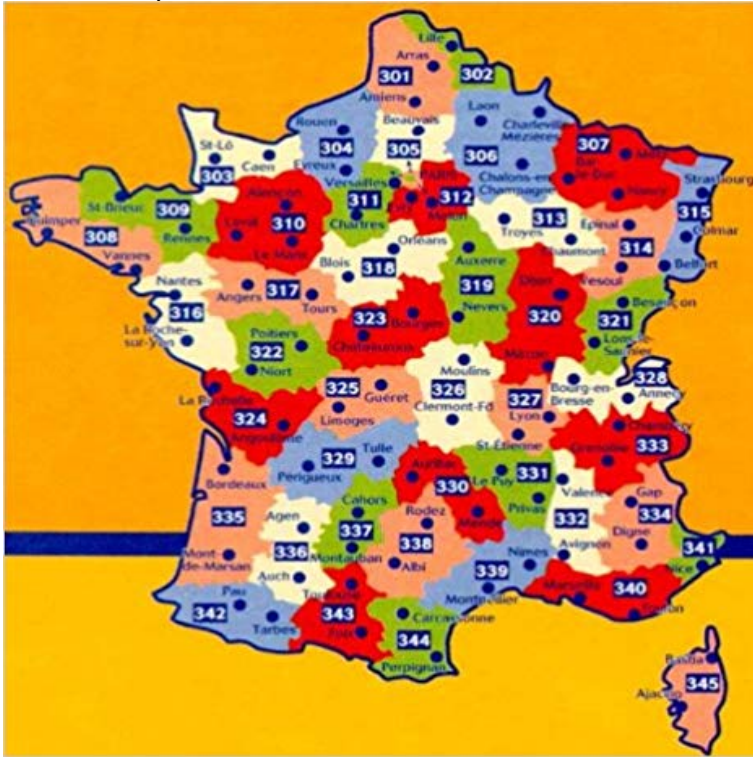 Lille
Arras
301
302
Amiens
Beauvais
Laon
Rouen
Charleville
Mézières
304
305
306
307
St-Lô
Caen
303
Evreux
Metz
Bar-
le-Duc
Versailles
PARIS
Chalons-en-
Champagne
Nancy
Strasbourg
Alençon
311
Evry
312
Melun
St-Brieuc
309
Chartres
313
315
Quimper
310
Laval
Troyes
Epinal
308
Rennes
Le Mans
Orléans
Chaumont
314
Colmar
Vannes
Blois
318
Auxerre
Vesoul
Belfort
Nantes
Angers
317
319
Dijon
Besançon
316
Tours
323
Bourges
Nevers
320
321
La Roche-
sur-Yon
Poitiers
Chateauroux
Lons-le-
Saunier
322
Niort
Moulins
Mâcon
328
La Rochelle
325
Guéret
326
327
Bourg-en-
Bresse
Annecy
324
Limoges
Clermont-Fd
Lyon
Chambéry
Angoulême
Tulle
St-Étienne
Grenoble
333
329
Aurillac
Le Puy
331
Périgueux
330
Bordeaux
Cahors
Valence
Gap
335
Agen
Rodez
Mende
Privas
332
334
337
338
Digne
Mont-
de-Marsan
336
Montauban
Avignon
341
Auch
Albi
Nimes
339
Nice
Toulouse
Montpellier
Marseille
340
Pau
342
343
Carcassonne
Toulon
Tarbes
Foix
344
Perpignan
Bastia
345
Ajaccio